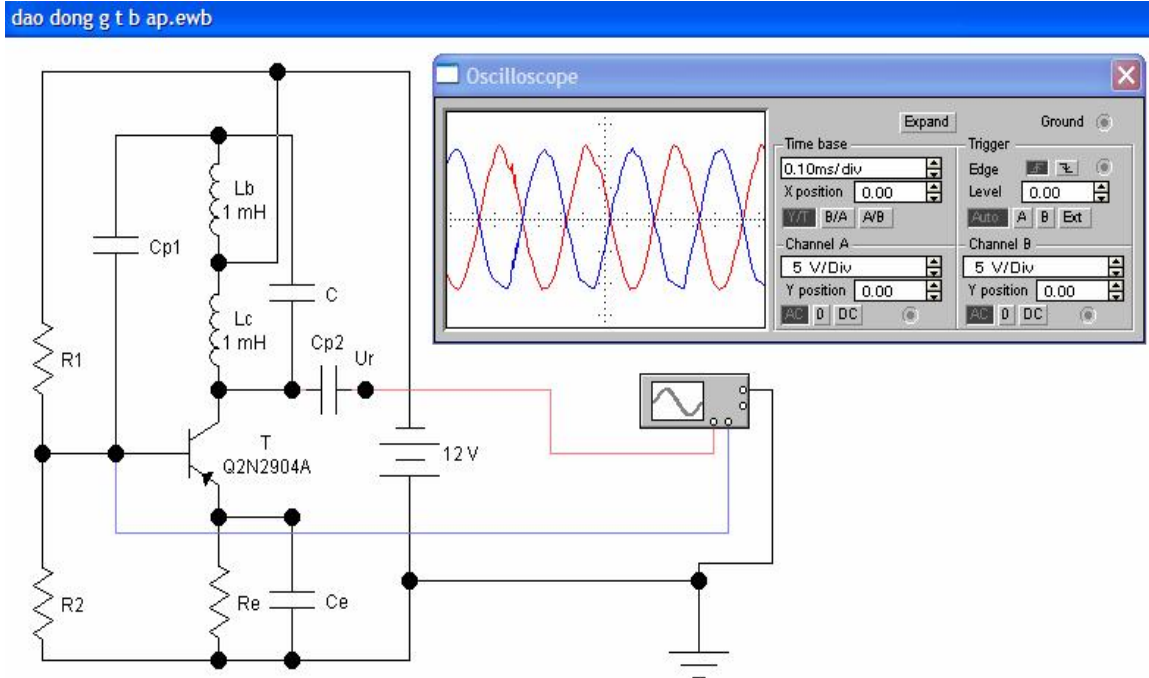 dao dong g t b ap.ewb
Oscilloscope
Expand
Ground
Time base
0.10ms/div
X position 0.00
Y/T B/A A/B
Trigger
Edge
Level 0.00
Auto A B Ext
Channel A
5 V/Div
Y position 0.00
AC 0 DC
Channel B
5 V/Div
Y position 0.00
AC 0 DC
Lb
1 mH
Cp1
C
Lc
1 mH
Cp2
Ur
R1
T
Q2N2904A
12 V
R2
Re
Ce